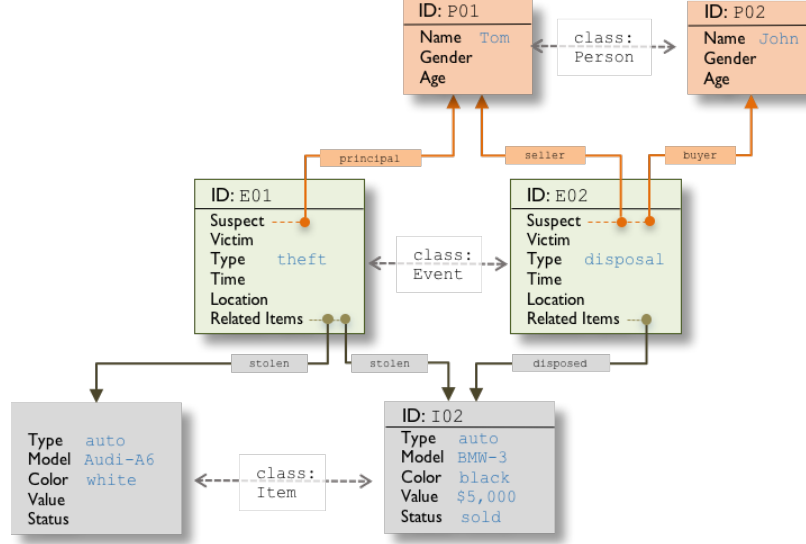 ID: P01
Name Tom
Gender
Age
class:
Person
ID: P02
Name John
Gender
Age
principal
seller
buyer
ID: E01
Suspect
Victim
Type theft
Time
Location
Related Items
class:
Event
ID: E02
Suspect
Victim
Type disposal
Time
Location
Related Items
stolen
stolen
disposed
Type auto
Model Audi-A6
Color white
Value
Status
class:
Item
ID: I02
Type auto
Model BMW-3
Color black
Value $5,000
Status sold